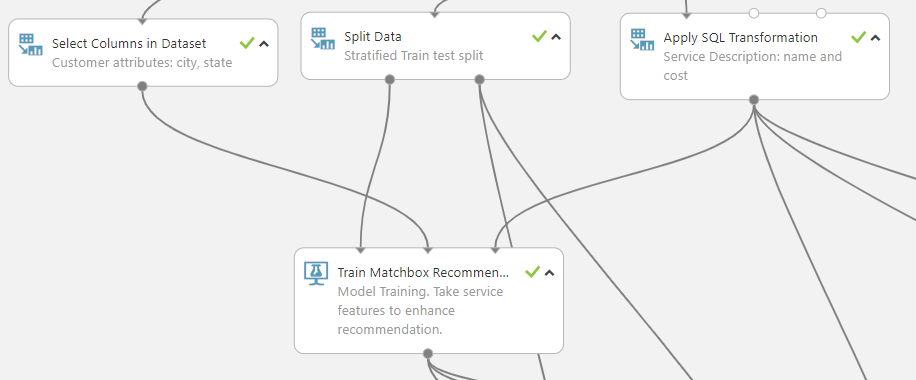 Select Columns in Dataset
Customer attributes: city, state
Split Data
Stratified Train test split
Apply SQL Transformation
Service Description: name and
cost
Train Matchbox Recommen...
Model Training. Take service
features to enhance
recommendation.